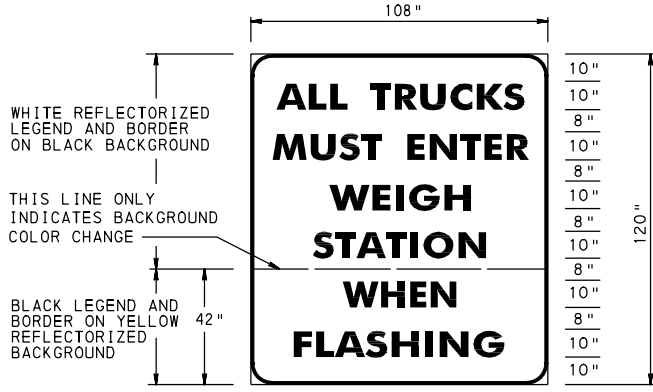 108"
WHITE REFLECTORIZED
LEGEND AND BORDER
ON BLACK BACKGROUND
THIS LINE ONLY
INDICATES BACKGROUND
COLOR CHANGE
BLACK LEGEND AND
BORDER ON YELLOW
REFLECTORIZED
BACKGROUND
42"
ALL TRUCKS
MUST ENTER
WEIGH
STATION
WHEN
FLASHING
10"
10"
8"
10"
8"
10"
8"
10"
8"
10"
8"
10"
10"
120"